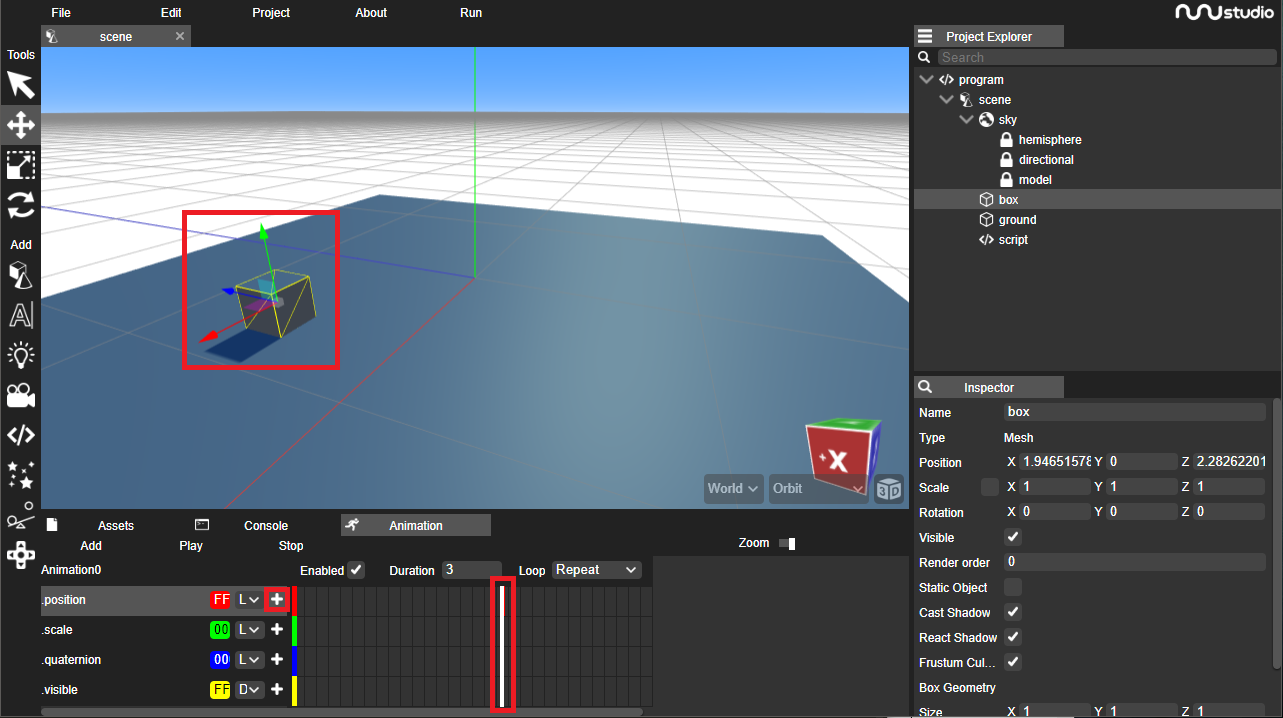 File Edit Project About Run
nunustudio
scene
Project Explorer
Tools
Search
program
scene
sky
hemisphere
directional
model
box
ground
script
Add
A
+X
World Orbit 3D
Inspector
Name box
Type Mesh
Position X 1.94651578 Y 0 Z 2.28262201
Scale X 1 Y 1 Z 1
Rotation X 0 Y 0 Z 0
Visible
Render order 0
Static Object
Cast Shadow
React Shadow
Frustum Cul...
Box Geometry
Size X 1 Y 1 Z 1
Assets Console Animation
Add Play Stop Zoom
Animation0 Enabled Duration 3 Loop Repeat
.position FF L
.scale 00 L
.quaternion 00 L
.visible FF D